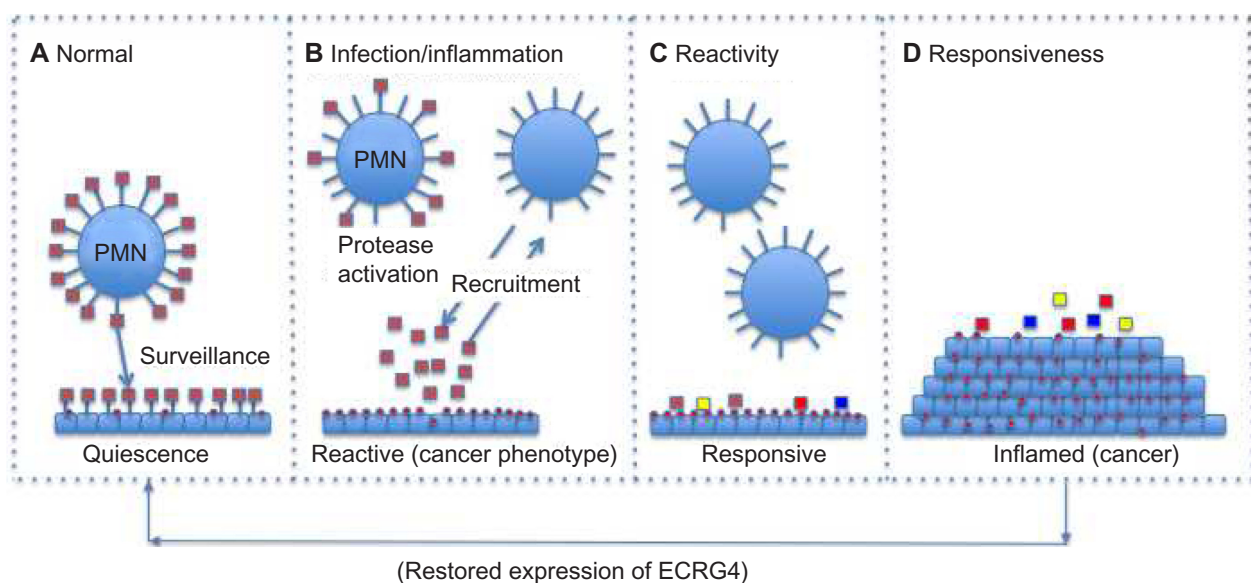 A Normal
PMN
Surveillance
Quiescence
B Infection/inflammation
PMN
Protease
activation
Recruitment
Reactive (cancer phenotype)
C Reactivity
Responsive
D Responsiveness
Inflamed (cancer)
(Restored expression of ECRG4)